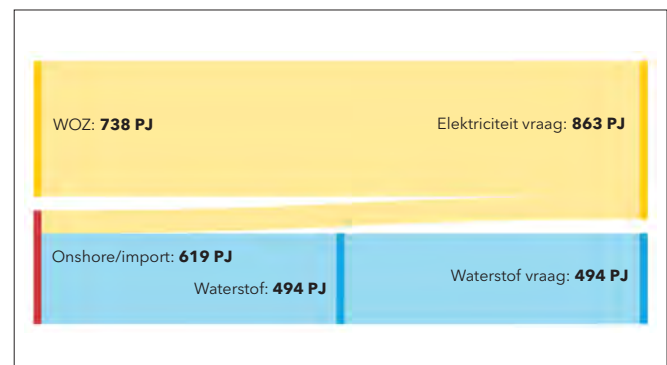 WOZ: 738 PJ
Elektriciteit vraag: 863 PJ
Onshore/import: 619 PJ
Waterstof: 494 PJ
Waterstof vraag: 494 PJ